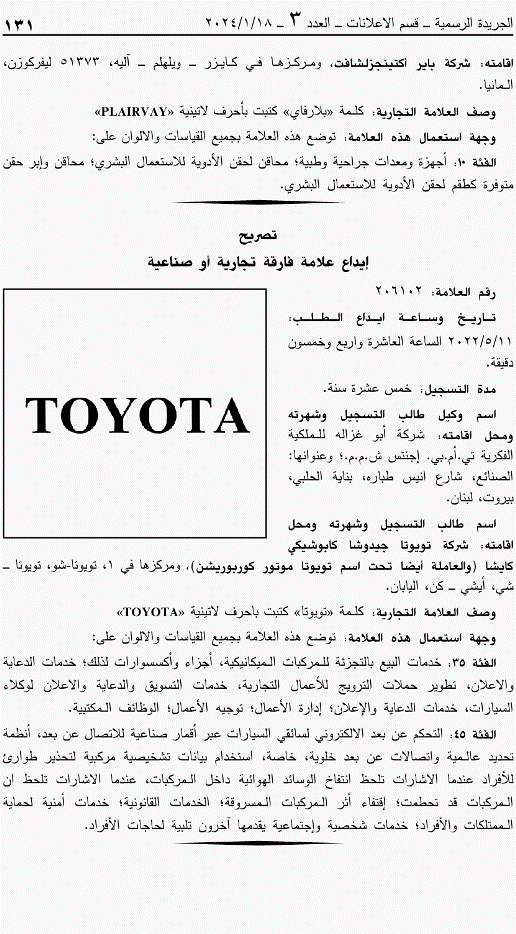 الجريدة الرسمية ــ قسم الاعلانات ــ العدد ٣ ــ ٢٠٢٤/١/١٨
١٣١
اقامته: شركة باير اكتينجزلشافت، ومركزها في كايزر ــ ويلهلم ــ آليه، ٥١٣٧٣ ليفركوزن،
المانيا.
وصف العلامة التجارية: كلمة «بلارفاي» كتبت بأحرف لاتينية «PLAIRVAY»
وجهة استعمال هذه العلامة: توضع هذه العلامة بجميع القياسات والالوان على:
الفئة ١٠: أجهزة ومعدات جراحية وطبية؛ محاقن لحقن الأدوية للاستعمال البشري؛ محاقن وإبر حقن
متوفرة كطقم لحقن الأدوية للاستعمال البشري.
تصريح
إيداع علامة فارقة تجارية أو صناعية
رقم العلامة: ٢٠٦١٠٢
تاريخ وساعة ايداع الطلب:
٢٠٢٢/٥/١١ الساعة العاشرة واربع وخمسون
دقيقة.
مدة التسجيل: خمس عشرة سنة.
اسم وكيل طالب التسجيل وشهرته
ومحل اقامته: شركة أبو غزاله للملكية
الفكرية تي.أم.بي. إجنتس ش.م.م.؛ وعنوانها:
الصنائع، شارع انيس طباره، بناية الحلبي،
بيروت، لبنان.
TOYOTA
اسم طالب التسجيل وشهرته ومحل
اقامته: شركة تويوتا جيدوشا كابوشيكي
كايشا (والعاملة أيضا تحت اسم تويوتا موتور كوربوريشن)، ومركزها في ١، تويوتا-شو، تويوتا ــ
شي، أيشي ــ كن، اليابان.
وصف العلامة التجارية: كلمة «تويوتا» كتبت باحرف لاتينية «TOYOTA»
وجهة استعمال هذه العلامة: توضع هذه العلامة بجميع القياسات والالوان على:
الفئة ٣٥: خدمات البيع بالتجزئة للمركبات الميكانيكية، أجزاء وأكسسوارات لذلك؛ خدمات الدعاية
والاعلان، تطوير حملات الترويج للأعمال التجارية، خدمات التسويق والدعاية والاعلان لوكلاء
السيارات، خدمات الدعاية والإعلان؛ إدارة الأعمال؛ توجيه الأعمال؛ الوظائف المكتبية.
الفئة ٤٥: التحكم عن بعد الالكتروني لسائقي السيارات عبر أقمار صناعية للاتصال عن بعد، أنظمة
تحديد عالمية واتصالات عن بعد خلوية، خاصة، استخدام بيانات تشخيصية مركبية لتحذير طوارئ
للأفراد عندما الاشارات تلحظ انتفاخ الوسائد الهوائية داخل المركبات، عندما الاشارات تلحظ ان
المركبات قد تحطمت؛ إقتفاء أثر المركبات المسروقة؛ الخدمات القانونية؛ خدمات أمنية لحماية
الممتلكات والأفراد؛ خدمات شخصية وإجتماعية يقدمها آخرون تلبية لحاجات الأفراد.